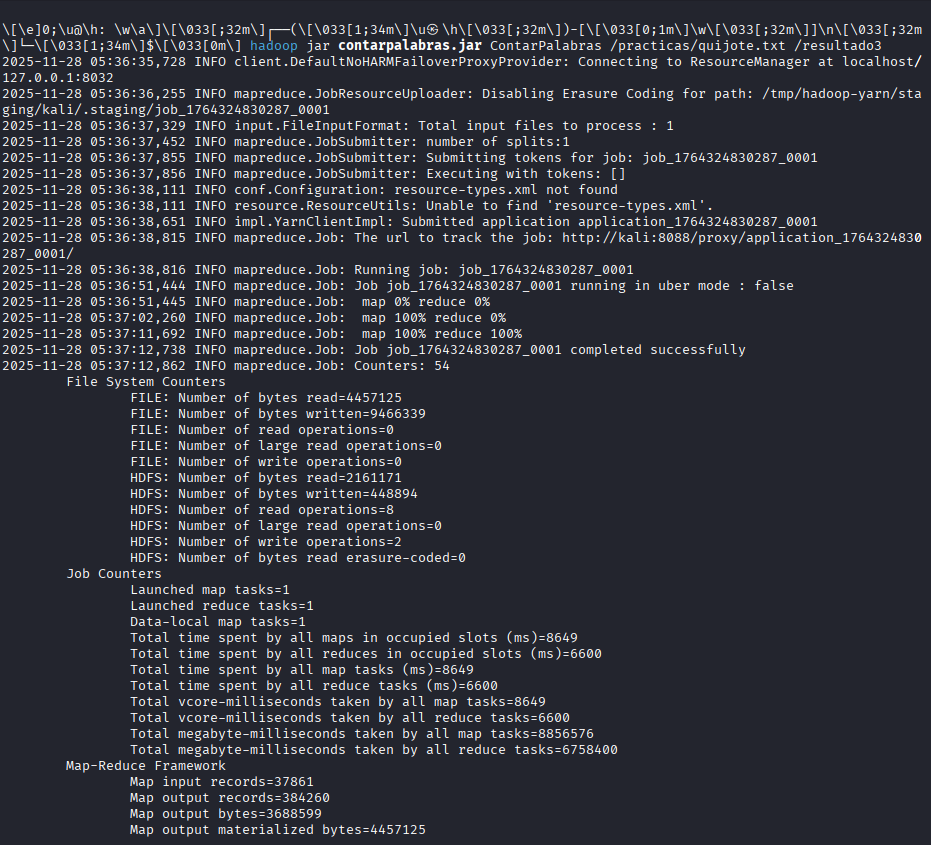 \[\e]0;\u@\h: \w\a]\[\033[;32m\]┌──(\[\033[1;34m\]\u㉿\h\[\033[;32m\])-[\[\033[0;1m\]\w\[\033[;32m\]]\n\[\033[;32m
\]└─\[\033[1;34m\]$\[\033[0m\] hadoop jar contarpalabras.jar ContarPalabras /practicas/quijote.txt /resultado3
2025-11-28 05:36:35,728 INFO client.DefaultNoHARMFailoverProxyProvider: Connecting to ResourceManager at localhost/
127.0.0.1:8032
2025-11-28 05:36:36,255 INFO mapreduce.JobResourceUploader: Disabling Erasure Coding for path: /tmp/hadoop-yarn/sta
ging/kali/.staging/job_1764324830287_0001
2025-11-28 05:36:37,329 INFO input.FileInputFormat: Total input files to process : 1
2025-11-28 05:36:37,452 INFO mapreduce.JobSubmitter: number of splits:1
2025-11-28 05:36:37,855 INFO mapreduce.JobSubmitter: Submitting tokens for job: job_1764324830287_0001
2025-11-28 05:36:37,856 INFO mapreduce.JobSubmitter: Executing with tokens: []
2025-11-28 05:36:38,111 INFO conf.Configuration: resource-types.xml not found
2025-11-28 05:36:38,111 INFO resource.ResourceUtils: Unable to find 'resource-types.xml'.
2025-11-28 05:36:38,651 INFO impl.YarnClientImpl: Submitted application application_1764324830287_0001
2025-11-28 05:36:38,815 INFO mapreduce.Job: The url to track the job: http://kali:8088/proxy/application_1764324830
287_0001/
2025-11-28 05:36:38,816 INFO mapreduce.Job: Running job: job_1764324830287_0001
2025-11-28 05:36:51,444 INFO mapreduce.Job: Job job_1764324830287_0001 running in uber mode : false
2025-11-28 05:36:51,445 INFO mapreduce.Job:  map 0% reduce 0%
2025-11-28 05:37:02,260 INFO mapreduce.Job:  map 100% reduce 0%
2025-11-28 05:37:11,692 INFO mapreduce.Job:  map 100% reduce 100%
2025-11-28 05:37:12,738 INFO mapreduce.Job: Job job_1764324830287_0001 completed successfully
2025-11-28 05:37:12,862 INFO mapreduce.Job: Counters: 54
File System Counters
FILE: Number of bytes read=4457125
FILE: Number of bytes written=9466339
FILE: Number of read operations=0
FILE: Number of large read operations=0
FILE: Number of write operations=0
HDFS: Number of bytes read=2161171
HDFS: Number of bytes written=448894
HDFS: Number of read operations=8
HDFS: Number of large read operations=0
HDFS: Number of write operations=2
HDFS: Number of bytes read erasure-coded=0
Job Counters
Launched map tasks=1
Launched reduce tasks=1
Data-local map tasks=1
Total time spent by all maps in occupied slots (ms)=8649
Total time spent by all reduces in occupied slots (ms)=6600
Total time spent by all map tasks (ms)=8649
Total time spent by all reduce tasks (ms)=6600
Total vcore-milliseconds taken by all map tasks=8649
Total vcore-milliseconds taken by all reduce tasks=6600
Total megabyte-milliseconds taken by all map tasks=8856576
Total megabyte-milliseconds taken by all reduce tasks=6758400
Map-Reduce Framework
Map input records=37861
Map output records=384260
Map output bytes=3688599
Map output materialized bytes=4457125